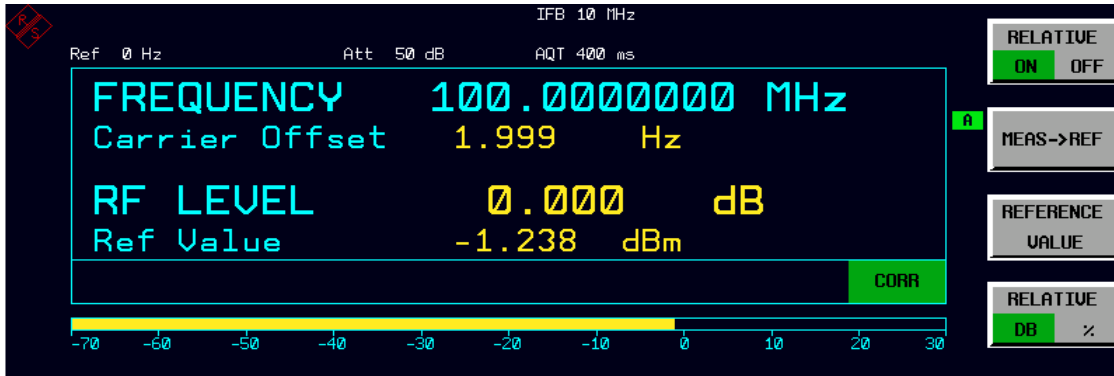 IFB 10 MHz
R S
Ref 0 Hz Att 50 dB AQT 400 ms
FREQUENCY 100.0000000 MHz
Carrier Offset 1.999 Hz
RF LEVEL 0.000 dB
Ref Value -1.238 dBm
CORR
-70 -60 -50 -40 -30 -20 -10 0 10 20 30
A
RELATIVE
ON OFF
MEAS->REF
REFERENCE
VALUE
RELATIVE
DB %